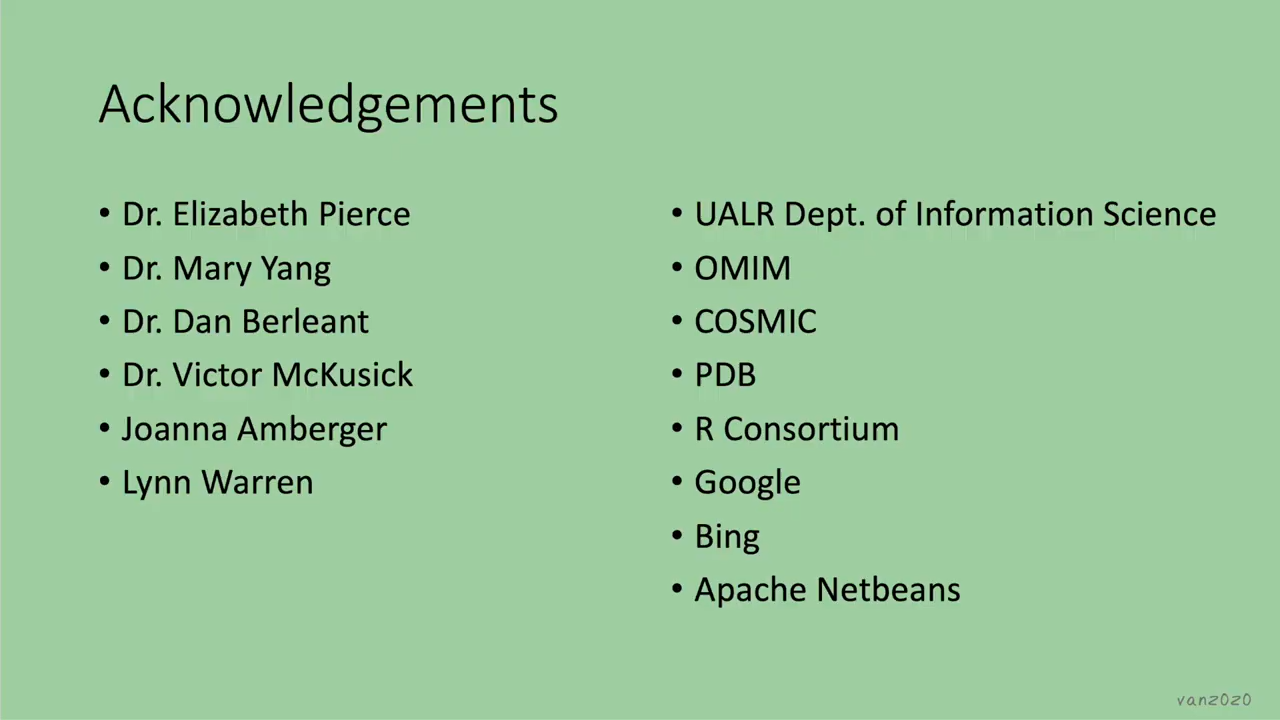 Acknowledgements
• Dr. Elizabeth Pierce
• Dr. Mary Yang
• Dr. Dan Berleant
• Dr. Victor McKusick
• Joanna Amberger
• Lynn Warren
• UALR Dept. of Information Science
• OMIM
• COSMIC
• PDB
• R Consortium
• Google
• Bing
• Apache Netbeans
van2020